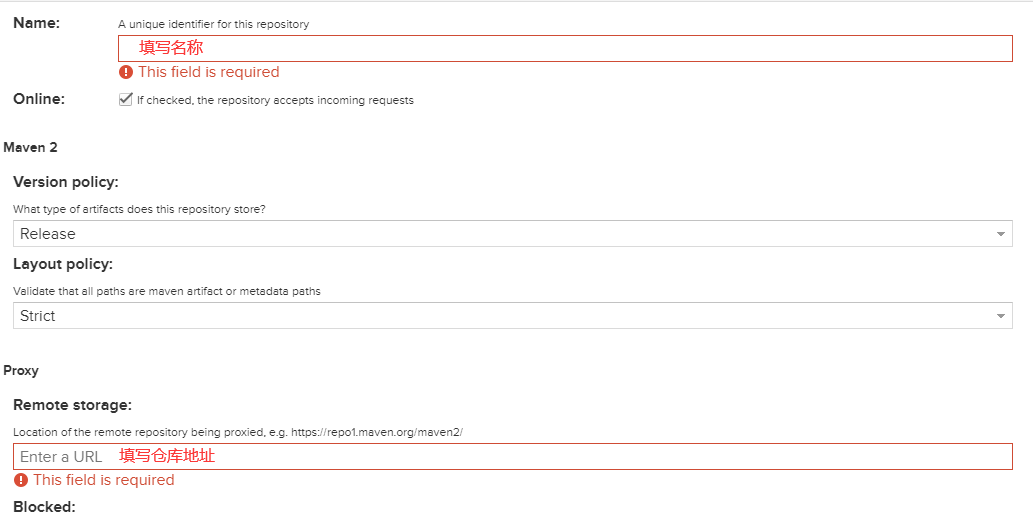 Name: A unique identifier for this repository
填写名称
This field is required
Online: If checked, the repository accepts incoming requests
Maven 2
Version policy:
What type of artifacts does this repository store?
Release
Layout policy:
Validate that all paths are maven artifact or metadata paths
Strict
Proxy
Remote storage:
Location of the remote repository being proxied, e.g. https://repo1.maven.org/maven2/
Enter a URL 填写仓库地址
This field is required
Blocked: